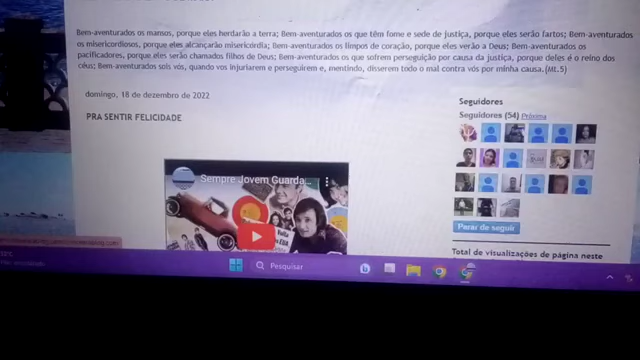 Bem-aventurados os mansos, porque eles herdarão a terra; Bem-aventurados os que têm fome e sede de justiça, porque eles serão fartos; Bem-aventurados
os misericordiosos, porque eles alcançarão misericórdia; Bem-aventurados os limpos de coração, porque eles verão a Deus; Bem-aventurados os
pacificadores, porque eles serão chamados filhos de Deus; Bem-aventurados os que sofrem perseguição por causa da justiça, porque deles é o reino dos
céus; Bem-aventurados sois vós, quando vos injuriarem e perseguirem e, mentindo, disserem todo o mal contra vós por minha causa.(Mt.5)
domingo, 18 de dezembro de 2022
PRA SENTIR FELICIDADE
Sempre Jovem Guarda...
Seguidores
Seguidores (54) Próxima
Parar de seguir
Total de visualizações de página neste
Pesquisar